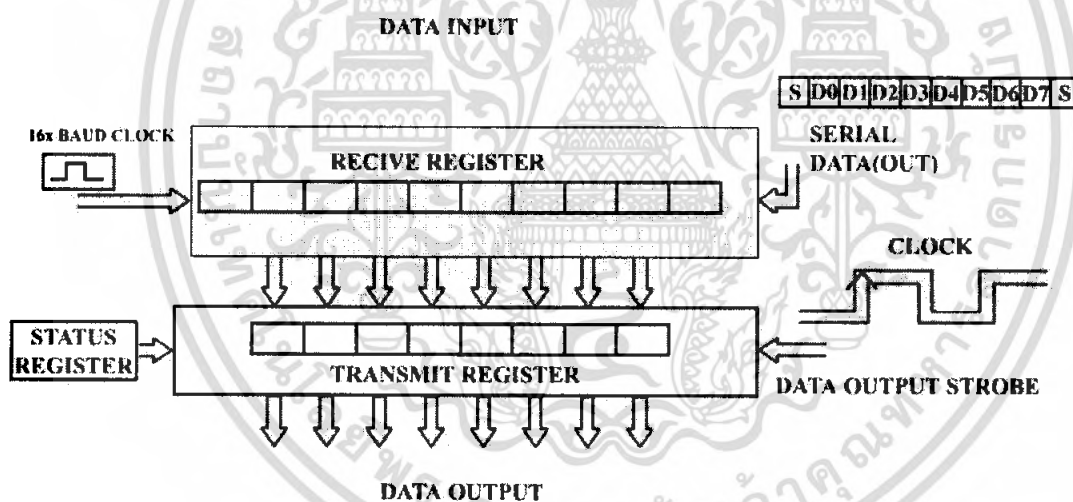 DATA INPUT
S D0 D1 D2 D3 D4 D5 D6 D7 S
16x BAUD CLOCK
RECIVE REGISTER
SERIAL
DATA(OUT)
CLOCK
STATUS
REGISTER
TRANSMIT REGISTER
DATA OUTPUT STROBE
DATA OUTPUT